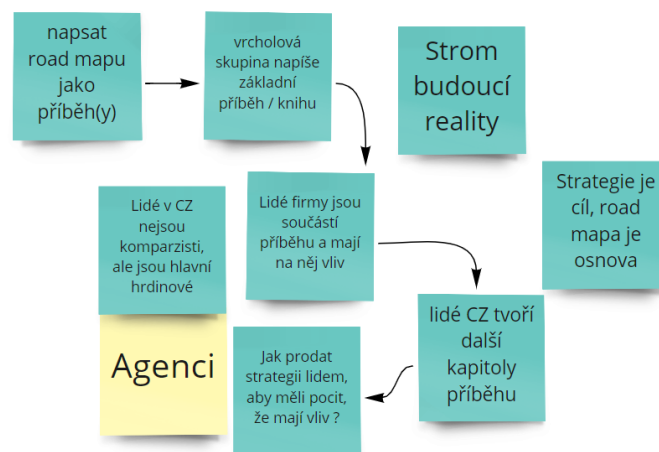 napsat
road mapu
jako
příběh(y)
vrcholová
skupina napíše
základní
příběh / knihu
Strom
budoucí
reality
Lidé v CZ
nejsou
komparzisti,
ale jsou hlavní
hrdinové
Lidé firmy jsou
součástí
příběhu a mají
na něj vliv
Strategie je
cíl, road
mapa je
osnova
Agenci
Jak prodat
strategii lidem,
aby měli pocit,
že mají vliv ?
lidé CZ tvoří
další
kapitoly
příběhu